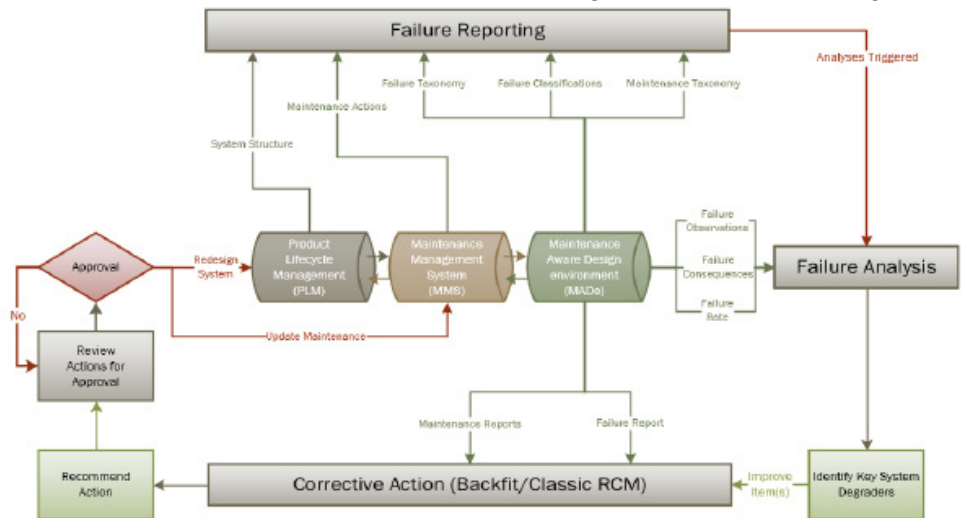 Failure Reporting
Analyses Triggered
Failure Taxonomy
Failure Classifications
Maintenance Taxonomy
Maintenance Actions
System Structure
Approval
Redesign
System
Product
Lifecycle
Management
(PLM)
Maintenance
Management
System
(MMS)
Maintenance
Aware Design
environment
(MADe)
Failure
Observations
Failure
Consequences
Failure
Rate
Failure Analysis
No
Update Maintenance
Review
Actions for
Approval
Maintenance Reports
Failure Report
Recommend
Action
Corrective Action (Backfit/Classic RCM)
Improve
Item(s)
Identify Key System
Degraders